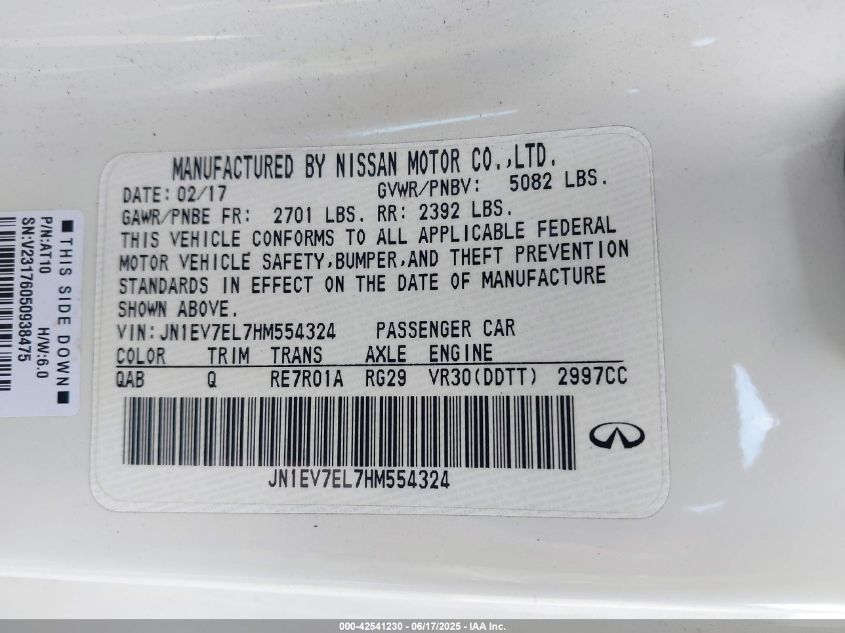 MANUFACTURED BY NISSAN MOTOR CO.,LTD.
DATE: 02/17 GVWR/PNBV: 5082 LBS.
GAWR/PNBE FR: 2701 LBS. RR: 2392 LBS.
THIS VEHICLE CONFORMS TO ALL APPLICABLE FEDERAL
MOTOR VEHICLE SAFETY,BUMPER,AND THEFT PREVENTION
STANDARDS IN EFFECT ON THE DATE OF MANUFACTURE
SHOWN ABOVE.
VIN:JN1EV7EL7HM554324 PASSENGER CAR
COLOR TRIM TRANS AXLE ENGINE
QAB Q RE7R01A RG29 VR30(DDTT) 2997CC
JN1EV7EL7HM554324
THIS SIDE DOWN
P/N:AT10 H/W:6.0
SN:V23176050938475
000-42541230 - 06/17/2025 - IAA Inc.